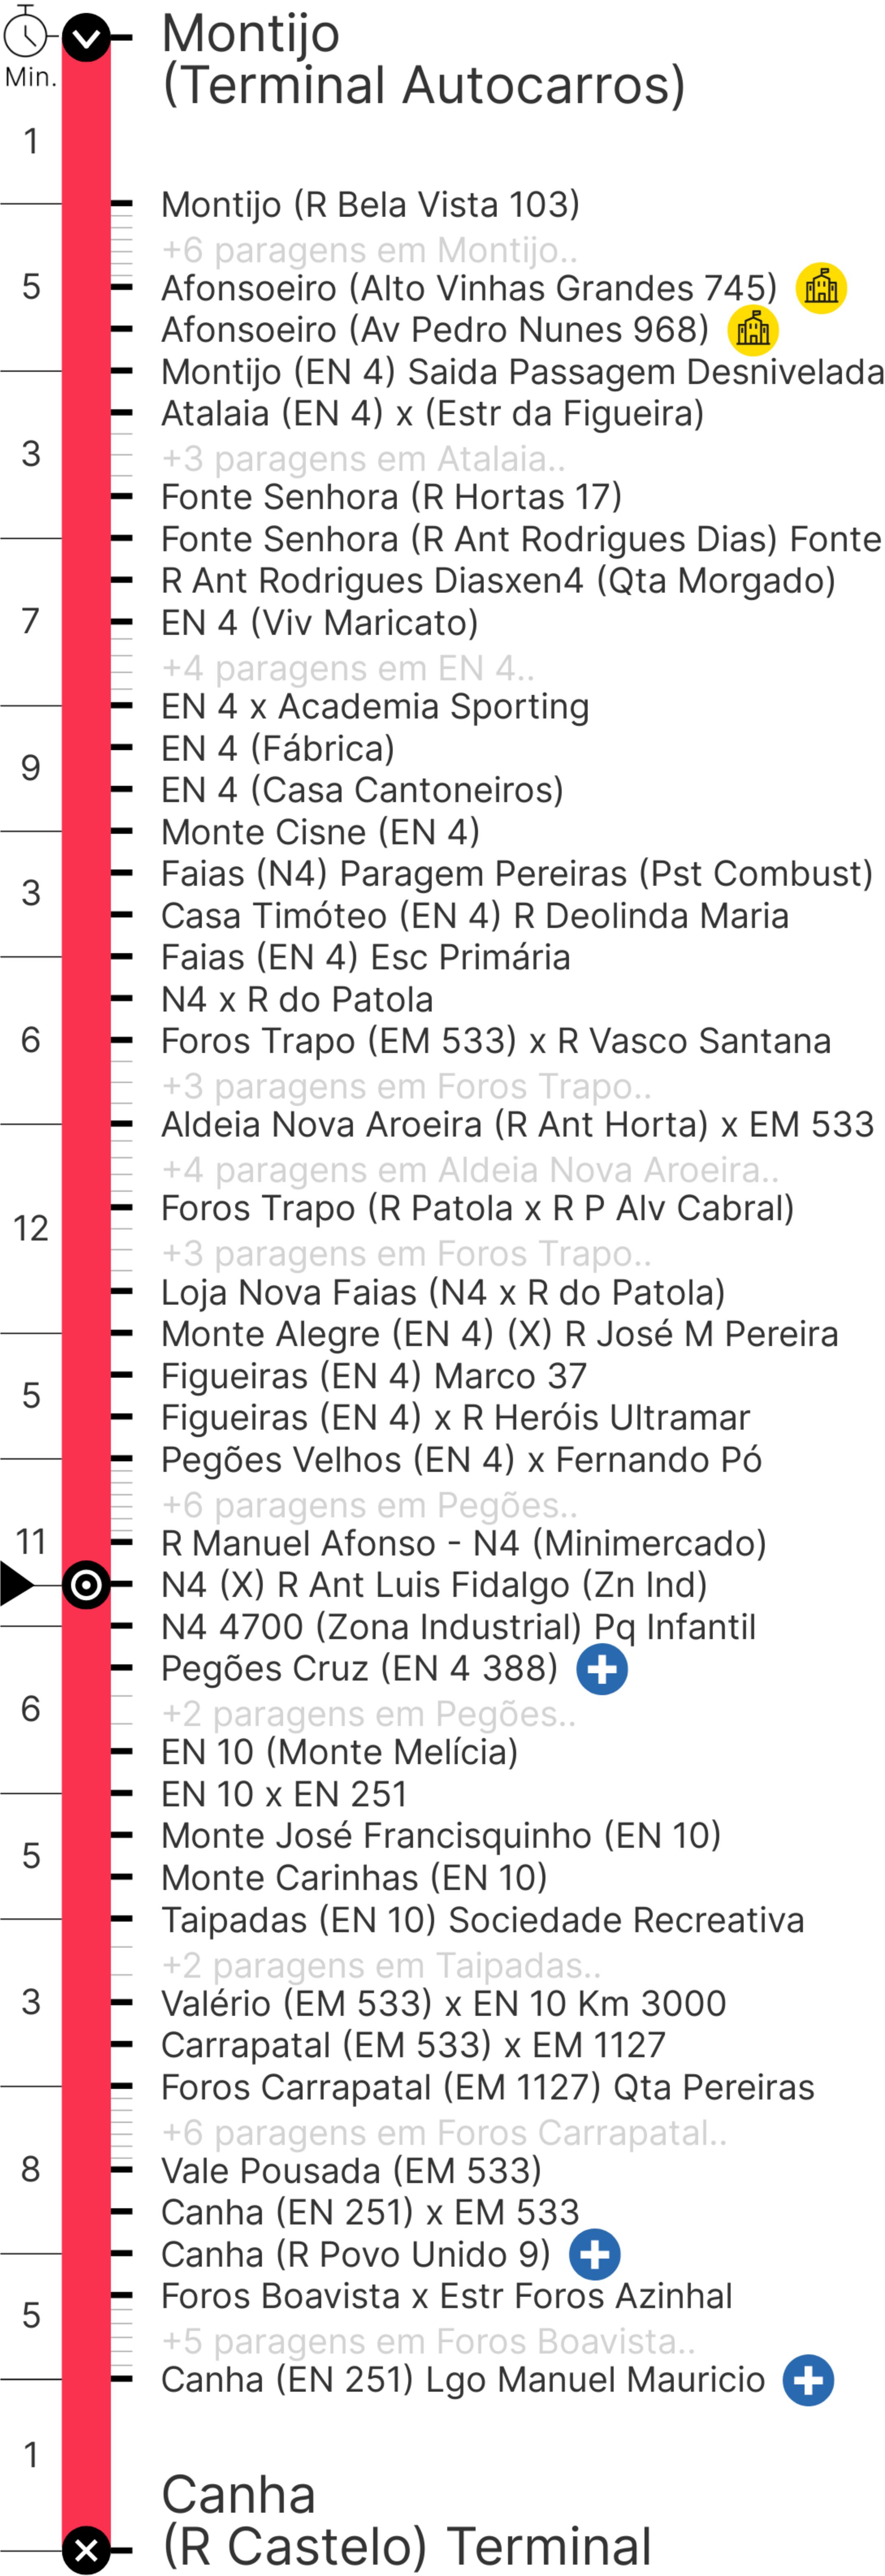 Montijo
(Terminal Autocarros)
Min.
1
Montijo (R Bela Vista 103)
+6 paragens em Montijo..
5
Afonsoeiro (Alto Vinhas Grandes 745)
Afonsoeiro (Av Pedro Nunes 968)
Montijo (EN 4) Saida Passagem Desnivelada
Atalaia (EN 4) x (Estr da Figueira)
3
+3 paragens em Atalaia..
Fonte Senhora (R Hortas 17)
Fonte Senhora (R Ant Rodrigues Dias) Fonte
R Ant Rodrigues Diasxen4 (Qta Morgado)
7
EN 4 (Viv Maricato)
+4 paragens em EN 4..
EN 4 x Academia Sporting
EN 4 (Fábrica)
9
EN 4 (Casa Cantoneiros)
Monte Cisne (EN 4)
Faias (N4) Paragem Pereiras (Pst Combust)
3
Casa Timóteo (EN 4) R Deolinda Maria
Faias (EN 4) Esc Primária
N4 x R do Patola
6
Foros Trapo (EM 533) x R Vasco Santana
+3 paragens em Foros Trapo..
Aldeia Nova Aroeira (R Ant Horta) x EM 533
+4 paragens em Aldeia Nova Aroeira..
Foros Trapo (R Patola x R P Alv Cabral)
12
+3 paragens em Foros Trapo..
Loja Nova Faias (N4 x R do Patola)
Monte Alegre (EN 4) (X) R José M Pereira
Figueiras (EN 4) Marco 37
5
Figueiras (EN 4) x R Heróis Ultramar
Pegões Velhos (EN 4) x Fernando Pó
+6 paragens em Pegões..
11
R Manuel Afonso - N4 (Minimercado)
N4 (X) R Ant Luis Fidalgo (Zn Ind)
N4 4700 (Zona Industrial) Pq Infantil
Pegões Cruz (EN 4 388)
6
+2 paragens em Pegões..
EN 10 (Monte Melícia)
EN 10 x EN 251
Monte José Francisquinho (EN 10)
5
Monte Carinhas (EN 10)
Taipadas (EN 10) Sociedade Recreativa
+2 paragens em Taipadas..
3
Valério (EM 533) x EN 10 Km 3000
Carrapatal (EM 533) x EM 1127
Foros Carrapatal (EM 1127) Qta Pereiras
+6 paragens em Foros Carrapatal..
8
Vale Pousada (EM 533)
Canha (EN 251) x EM 533
Canha (R Povo Unido 9)
Foros Boavista x Estr Foros Azinhal
5
+5 paragens em Foros Boavista..
Canha (EN 251) Lgo Manuel Mauricio
1
Canha
(R Castelo) Terminal